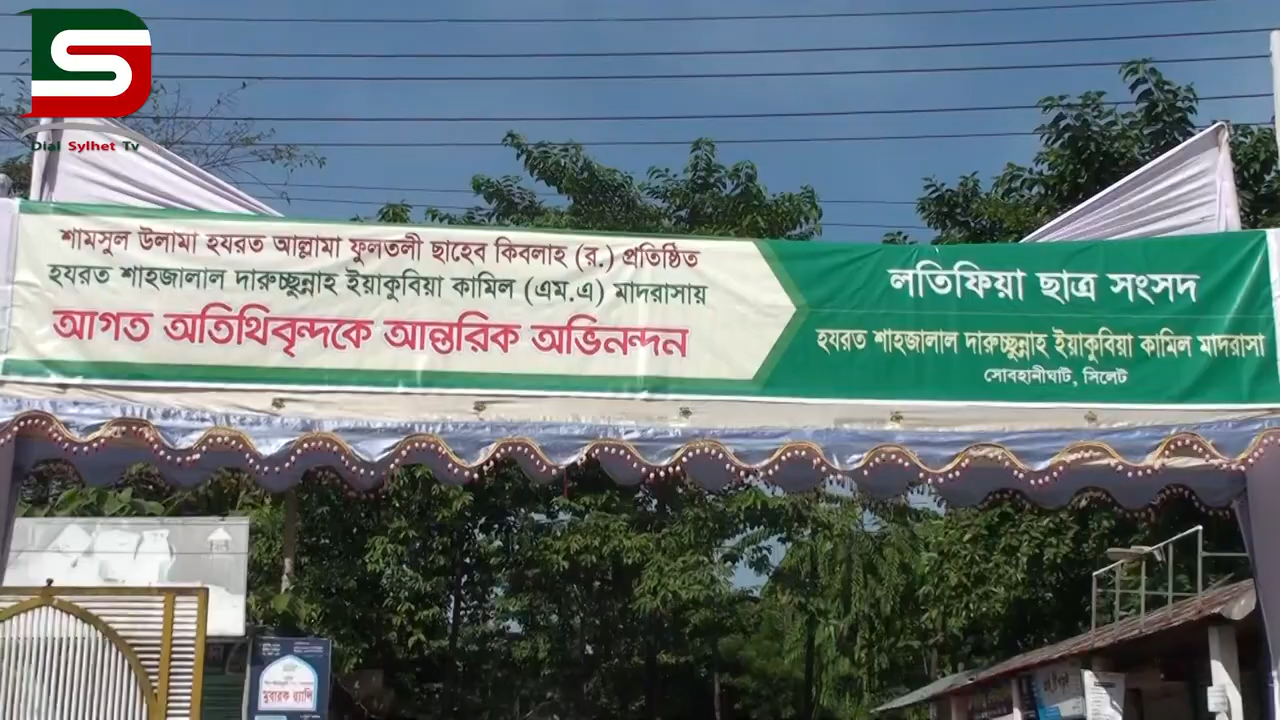 Dial Sylhet Tv
শামসুল উলামা হযরত আল্লামা ফুলতলী ছাহেব কিবলাহ (র.) প্রতিষ্ঠিত
হযরত শাহজালাল দারুচ্ছুন্নাহ ইয়াকুবিয়া কামিল (এম.এ) মাদরাসায়
আগত অতিথিবৃন্দকে আন্তরিক অভিনন্দন
লতিফিয়া ছাত্র সংসদ
হযরত শাহজালাল দারুচ্ছুন্নাহ ইয়াকুবিয়া কামিল মাদরাসা
সোবহানীঘাট, সিলেট
মুবারক র‍্যালি